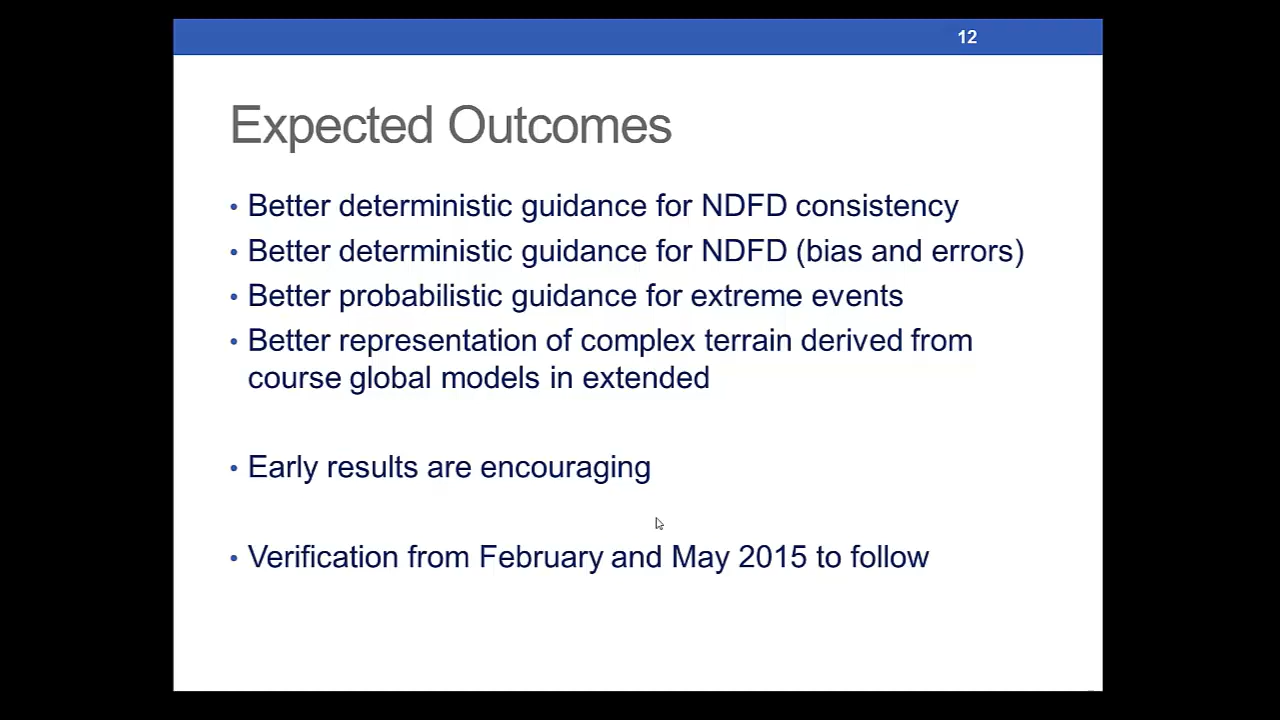 12
Expected Outcomes
• Better deterministic guidance for NDFD consistency
• Better deterministic guidance for NDFD (bias and errors)
• Better probabilistic guidance for extreme events
• Better representation of complex terrain derived from
course global models in extended
• Early results are encouraging
• Verification from February and May 2015 to follow